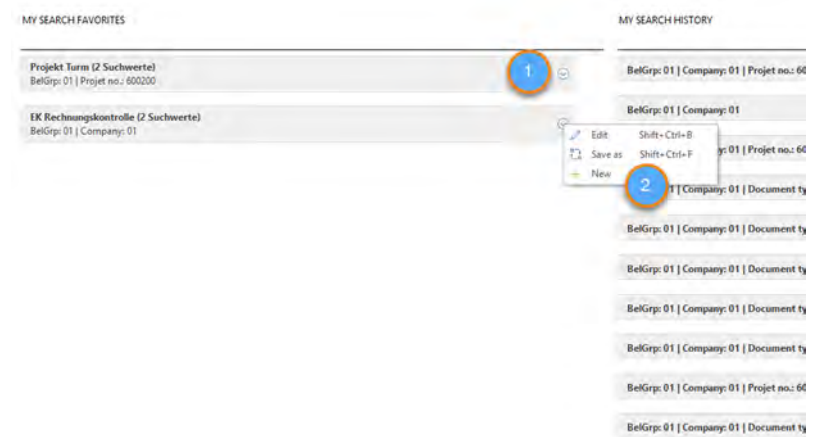 MY SEARCH FAVORITES
Projekt Turm (2 Suchwerte)
BelGrp: 01 | Projet no.: 600200
EK Rechnungskontrolle (2 Suchwerte)
BelGrp: 01 | Company: 01
1
Edit Shift+Ctrl+B
Save as Shift+Ctrl+F
New
2
MY SEARCH HISTORY
BelGrp: 01 | Company: 01 | Projet no.: 60
BelGrp: 01 | Company: 01
y: 01 | Projet no.: 60
1 | Company: 01 | Document ty
BelGrp: 01 | Company: 01 | Document ty
BelGrp: 01 | Company: 01 | Document ty
BelGrp: 01 | Company: 01 | Document ty
BelGrp: 01 | Company: 01 | Document ty
BelGrp: 01 | Company: 01 | Projet no.: 60
BelGrp: 01 | Company: 01 | Document ty